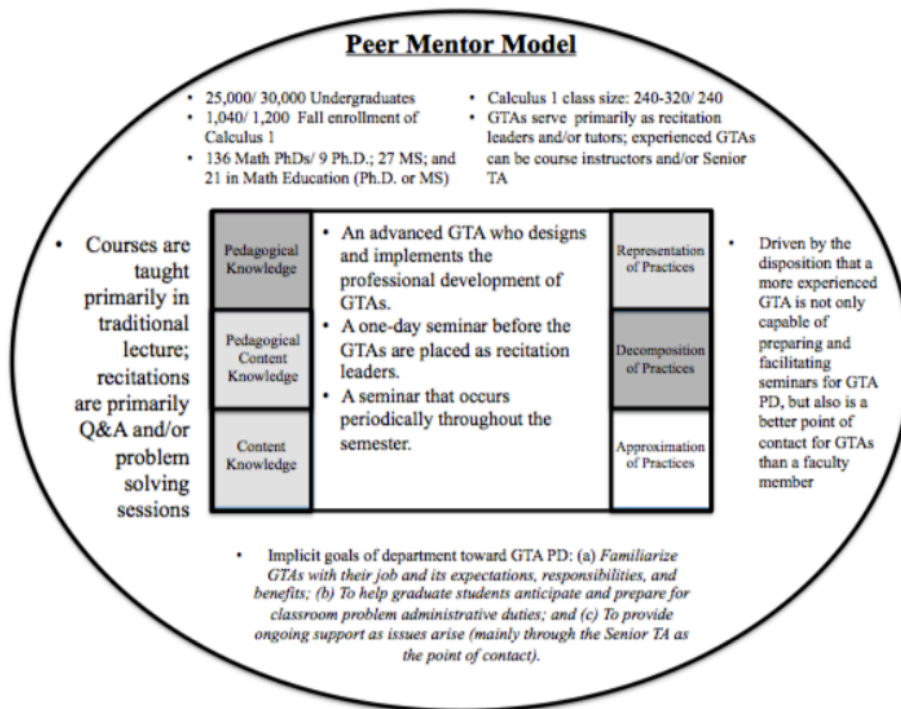 Peer Mentor Model
• 25,000/ 30,000 Undergraduates
• 1,040/ 1,200 Fall enrollment of
Calculus 1
• 136 Math PhDs/ 9 Ph.D.; 27 MS; and
21 in Math Education (Ph.D. or MS)
• Calculus 1 class size: 240-320/ 240
• GTAs serve primarily as recitation
leaders and/or tutors; experienced GTAs
can be course instructors and/or Senior
TA
• Courses are
taught
primarily in
traditional
lecture;
recitations
are primarily
Q&A and/or
problem
solving
sessions
Pedagogical
Knowledge
Pedagogical
Content
Knowledge
Content
Knowledge
• An advanced GTA who designs
and implements the
professional development of
GTAs.
• A one-day seminar before the
GTAs are placed as recitation
leaders.
• A seminar that occurs
periodically throughout the
semester.
Representation
of Practices
Decomposition
of Practices
Approximation
of Practices
• Driven by the
disposition that a
more experienced
GTA is not only
capable of
preparing and
facilitating
seminars for GTA
PD, but also is a
better point of
contact for GTAs
than a faculty
member
• Implicit goals of department toward GTA PD: (a) Familiarize
GTAs with their job and its expectations, responsibilities, and
benefits; (b) To help graduate students anticipate and prepare for
classroom problem administrative duties; and (c) To provide
ongoing support as issues arise (mainly through the Senior TA as
the point of contact).